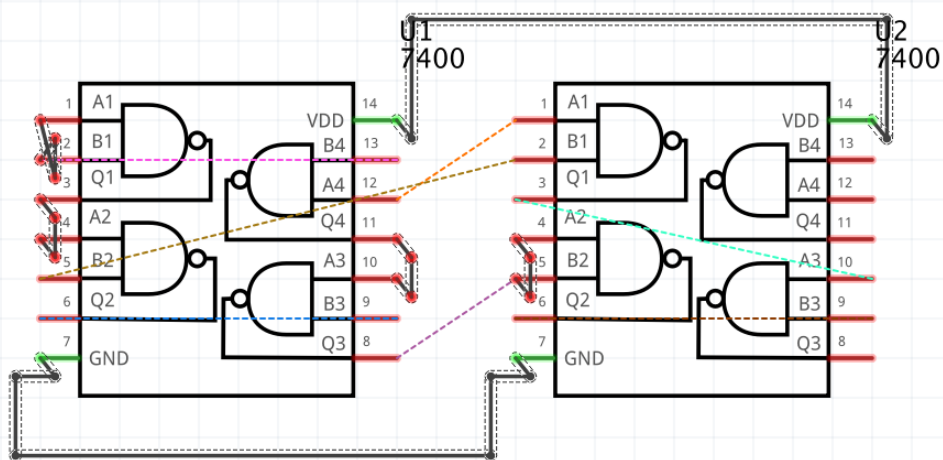 U1
7400
U2
7400
1 A1 VDD 14
2 B1 B4 13
3 Q1 A4 12
4 A2 Q4 11
5 B2 A3 10
6 Q2 B3 9
7 GND Q3 8
1 A1 VDD 14
2 B1 B4 13
3 Q1 A4 12
4 A2 Q4 11
5 B2 A3 10
6 Q2 B3 9
7 GND Q3 8